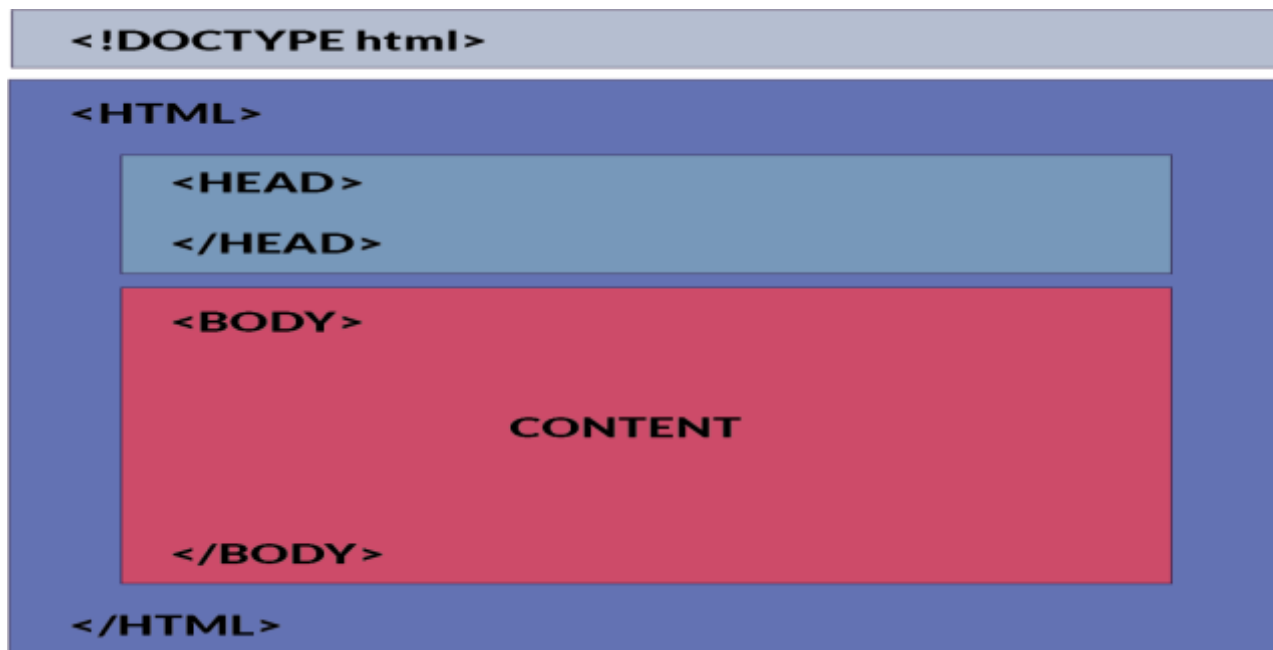 <!DOCTYPE html>
<HTML>
<HEAD>
</HEAD>
<BODY>
CONTENT
</BODY>
</HTML>